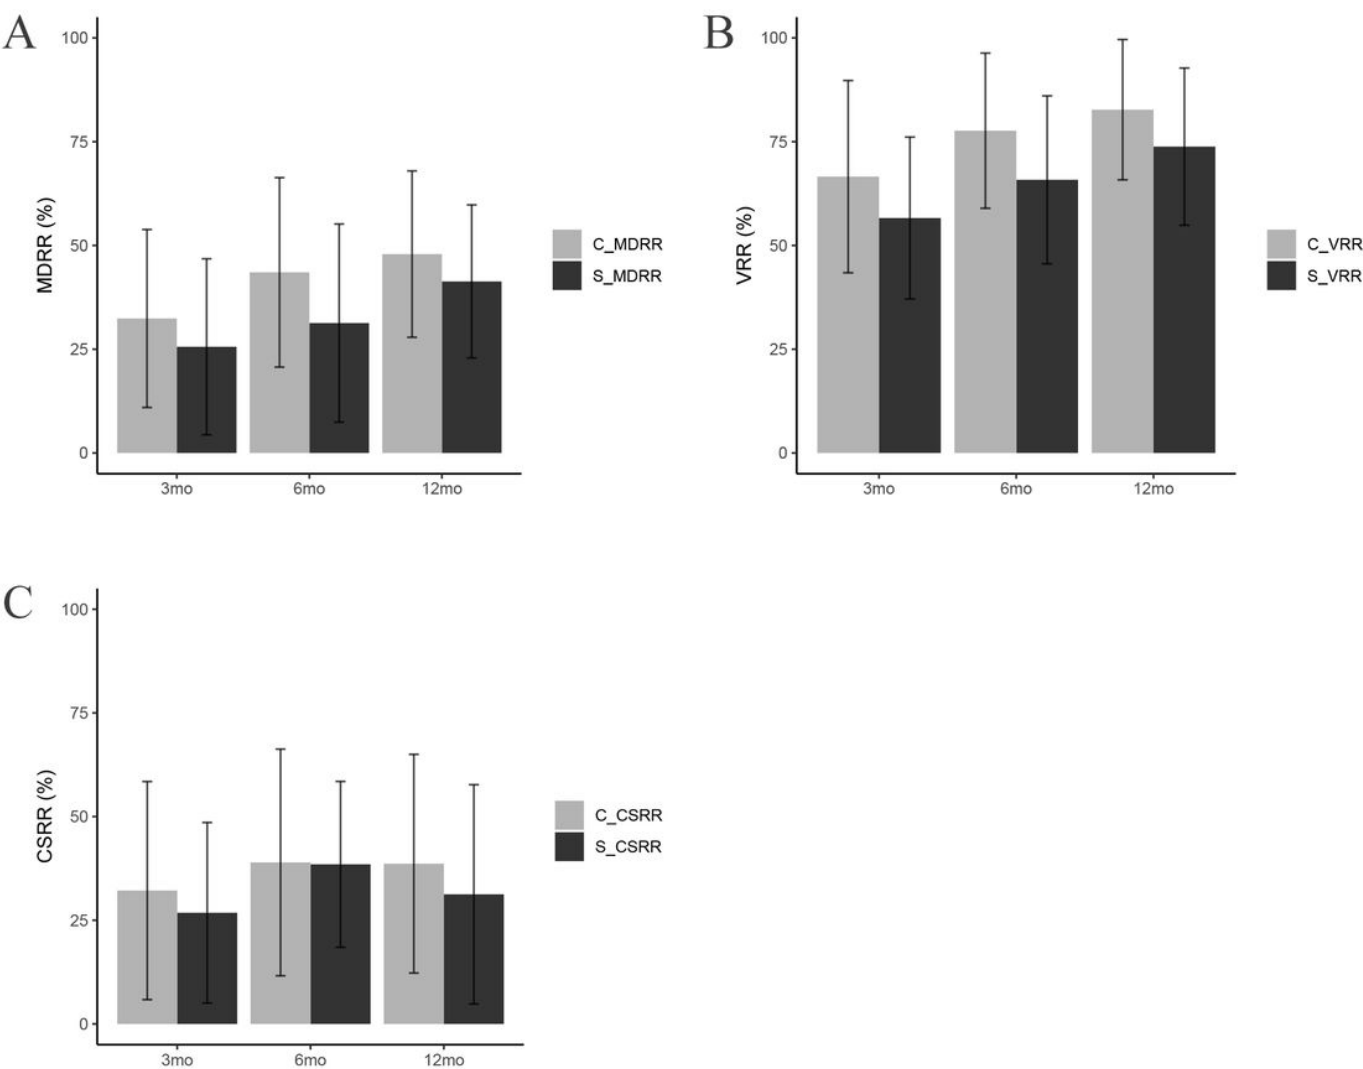 A
MDRR (%)
100
75
50
25
0
3mo 6mo 12mo
C_MDRR
S_MDRR
B
VRR (%)
100
75
50
25
0
3mo 6mo 12mo
C_VRR
S_VRR
C
CSRR (%)
100
75
50
25
0
3mo 6mo 12mo
C_CSRR
S_CSRR